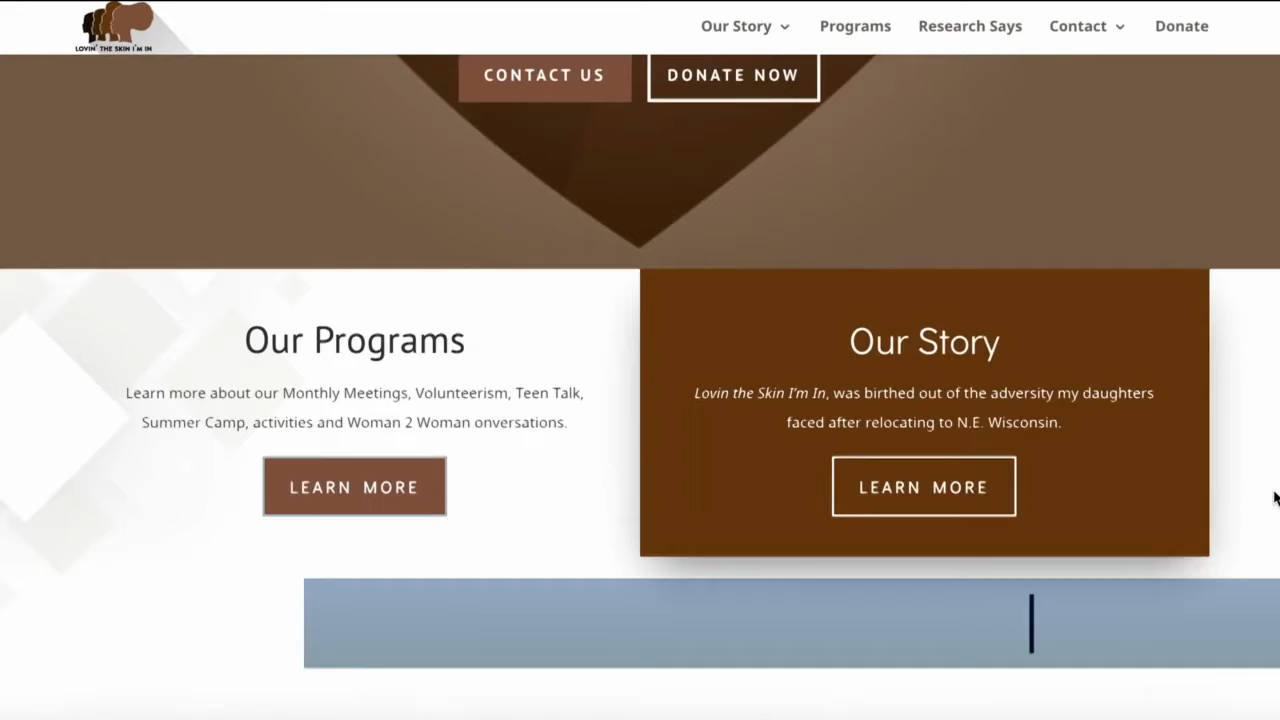 LOVIN' THE SKIN I'M IN
Our Story
Programs
Research Says
Contact
Donate
CONTACT US
DONATE NOW
Our Programs
Learn more about our Monthly Meetings, Volunteerism, Teen Talk,
Summer Camp, activities and Woman 2 Woman onversations.
LEARN MORE
Our Story
Lovin the Skin I'm In, was birthed out of the adversity my daughters
faced after relocating to N.E. Wisconsin.
LEARN MORE